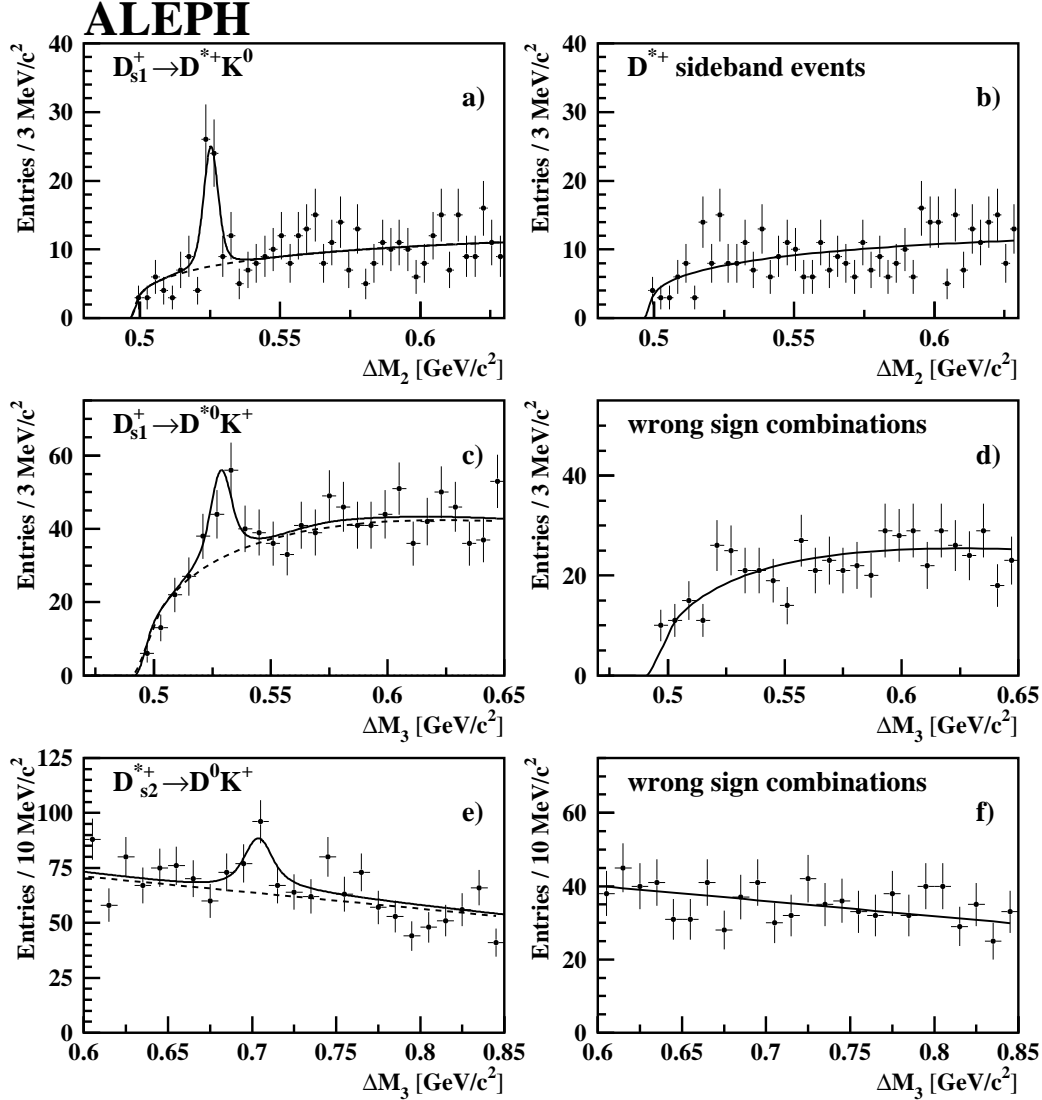 ALEPH
D⁺s1→D*⁺K⁰
a)
Entries / 3 MeV/c²
0
10
20
30
40
0.5
0.55
0.6
ΔM₂ [GeV/c²]
D*⁺ sideband events
b)
Entries / 3 MeV/c²
0
10
20
30
40
0.5
0.55
0.6
ΔM₂ [GeV/c²]
D⁺s1→D*⁰K⁺
c)
Entries / 3 MeV/c²
0
20
40
60
0.5
0.55
0.6
0.65
ΔM₃ [GeV/c²]
wrong sign combinations
d)
Entries / 3 MeV/c²
0
20
40
0.5
0.55
0.6
0.65
ΔM₃ [GeV/c²]
D*⁺s2→D⁰K⁺
e)
Entries / 10 MeV/c²
0
25
50
75
100
125
0.6
0.65
0.7
0.75
0.8
0.85
ΔM₃ [GeV/c²]
wrong sign combinations
f)
Entries / 10 MeV/c²
0
20
40
60
0.6
0.65
0.7
0.75
0.8
0.85
ΔM₃ [GeV/c²]